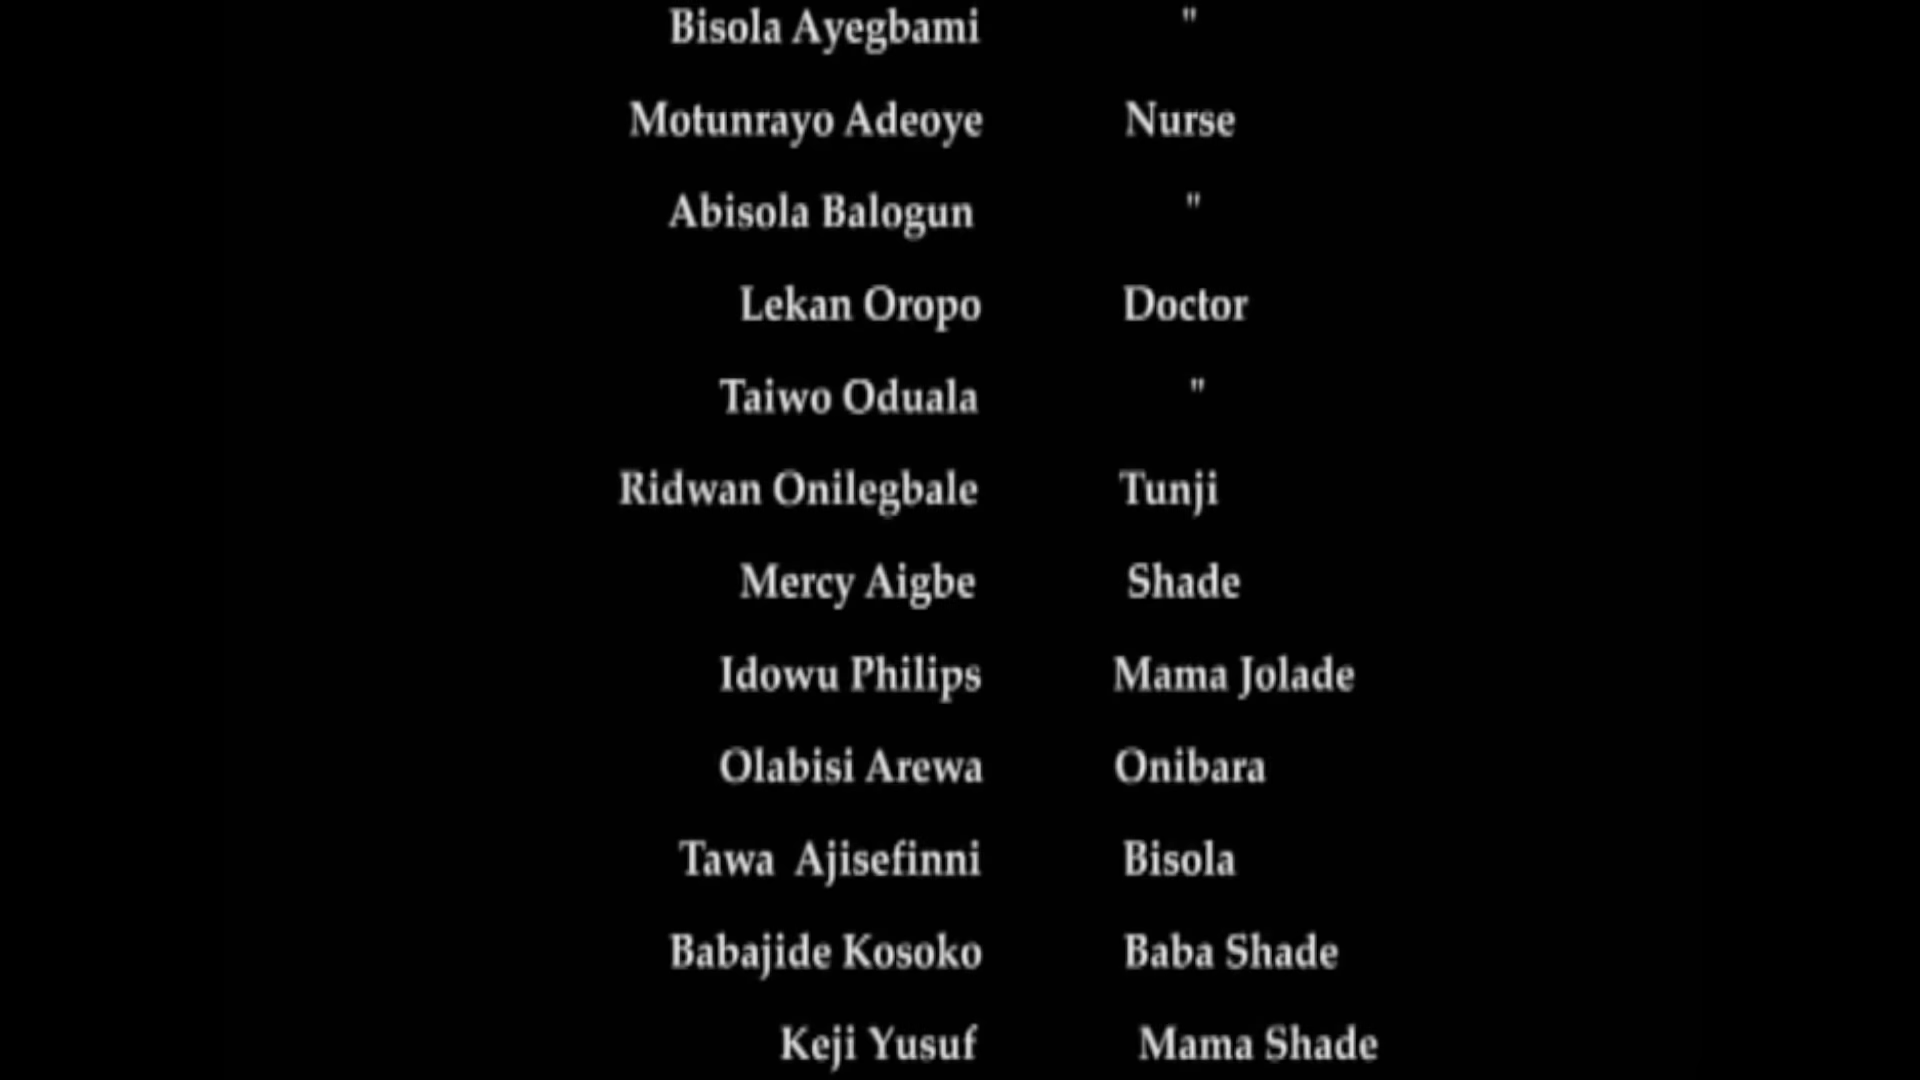 Bisola Ayegbami "
Motunrayo Adeoye Nurse
Abisola Balogun "
Lekan Oropo Doctor
Taiwo Oduala "
Ridwan Onilegbale Tunji
Mercy Aigbe Shade
Idowu Philips Mama Jolade
Olabisi Arewa Onibara
Tawa Ajisefinni Bisola
Babajide Kosoko Baba Shade
Keji Yusuf Mama Shade